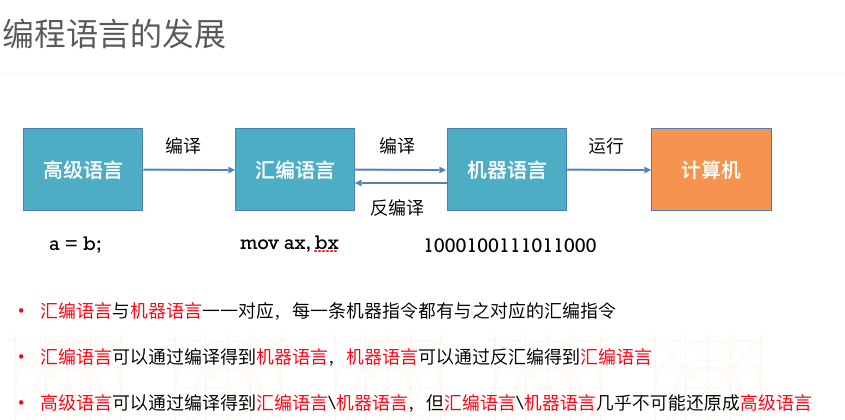 编程语言的发展
编译 编译 运行
高级语言 汇编语言 机器语言 计算机
反编译
a = b; mov ax, bx 1000100111011000
• 汇编语言与机器语言一一对应，每一条机器指令都有与之对应的汇编指令
• 汇编语言可以通过编译得到机器语言，机器语言可以通过反汇编得到汇编语言
• 高级语言可以通过编译得到汇编语言\机器语言，但汇编语言\机器语言几乎不可能还原成高级语言